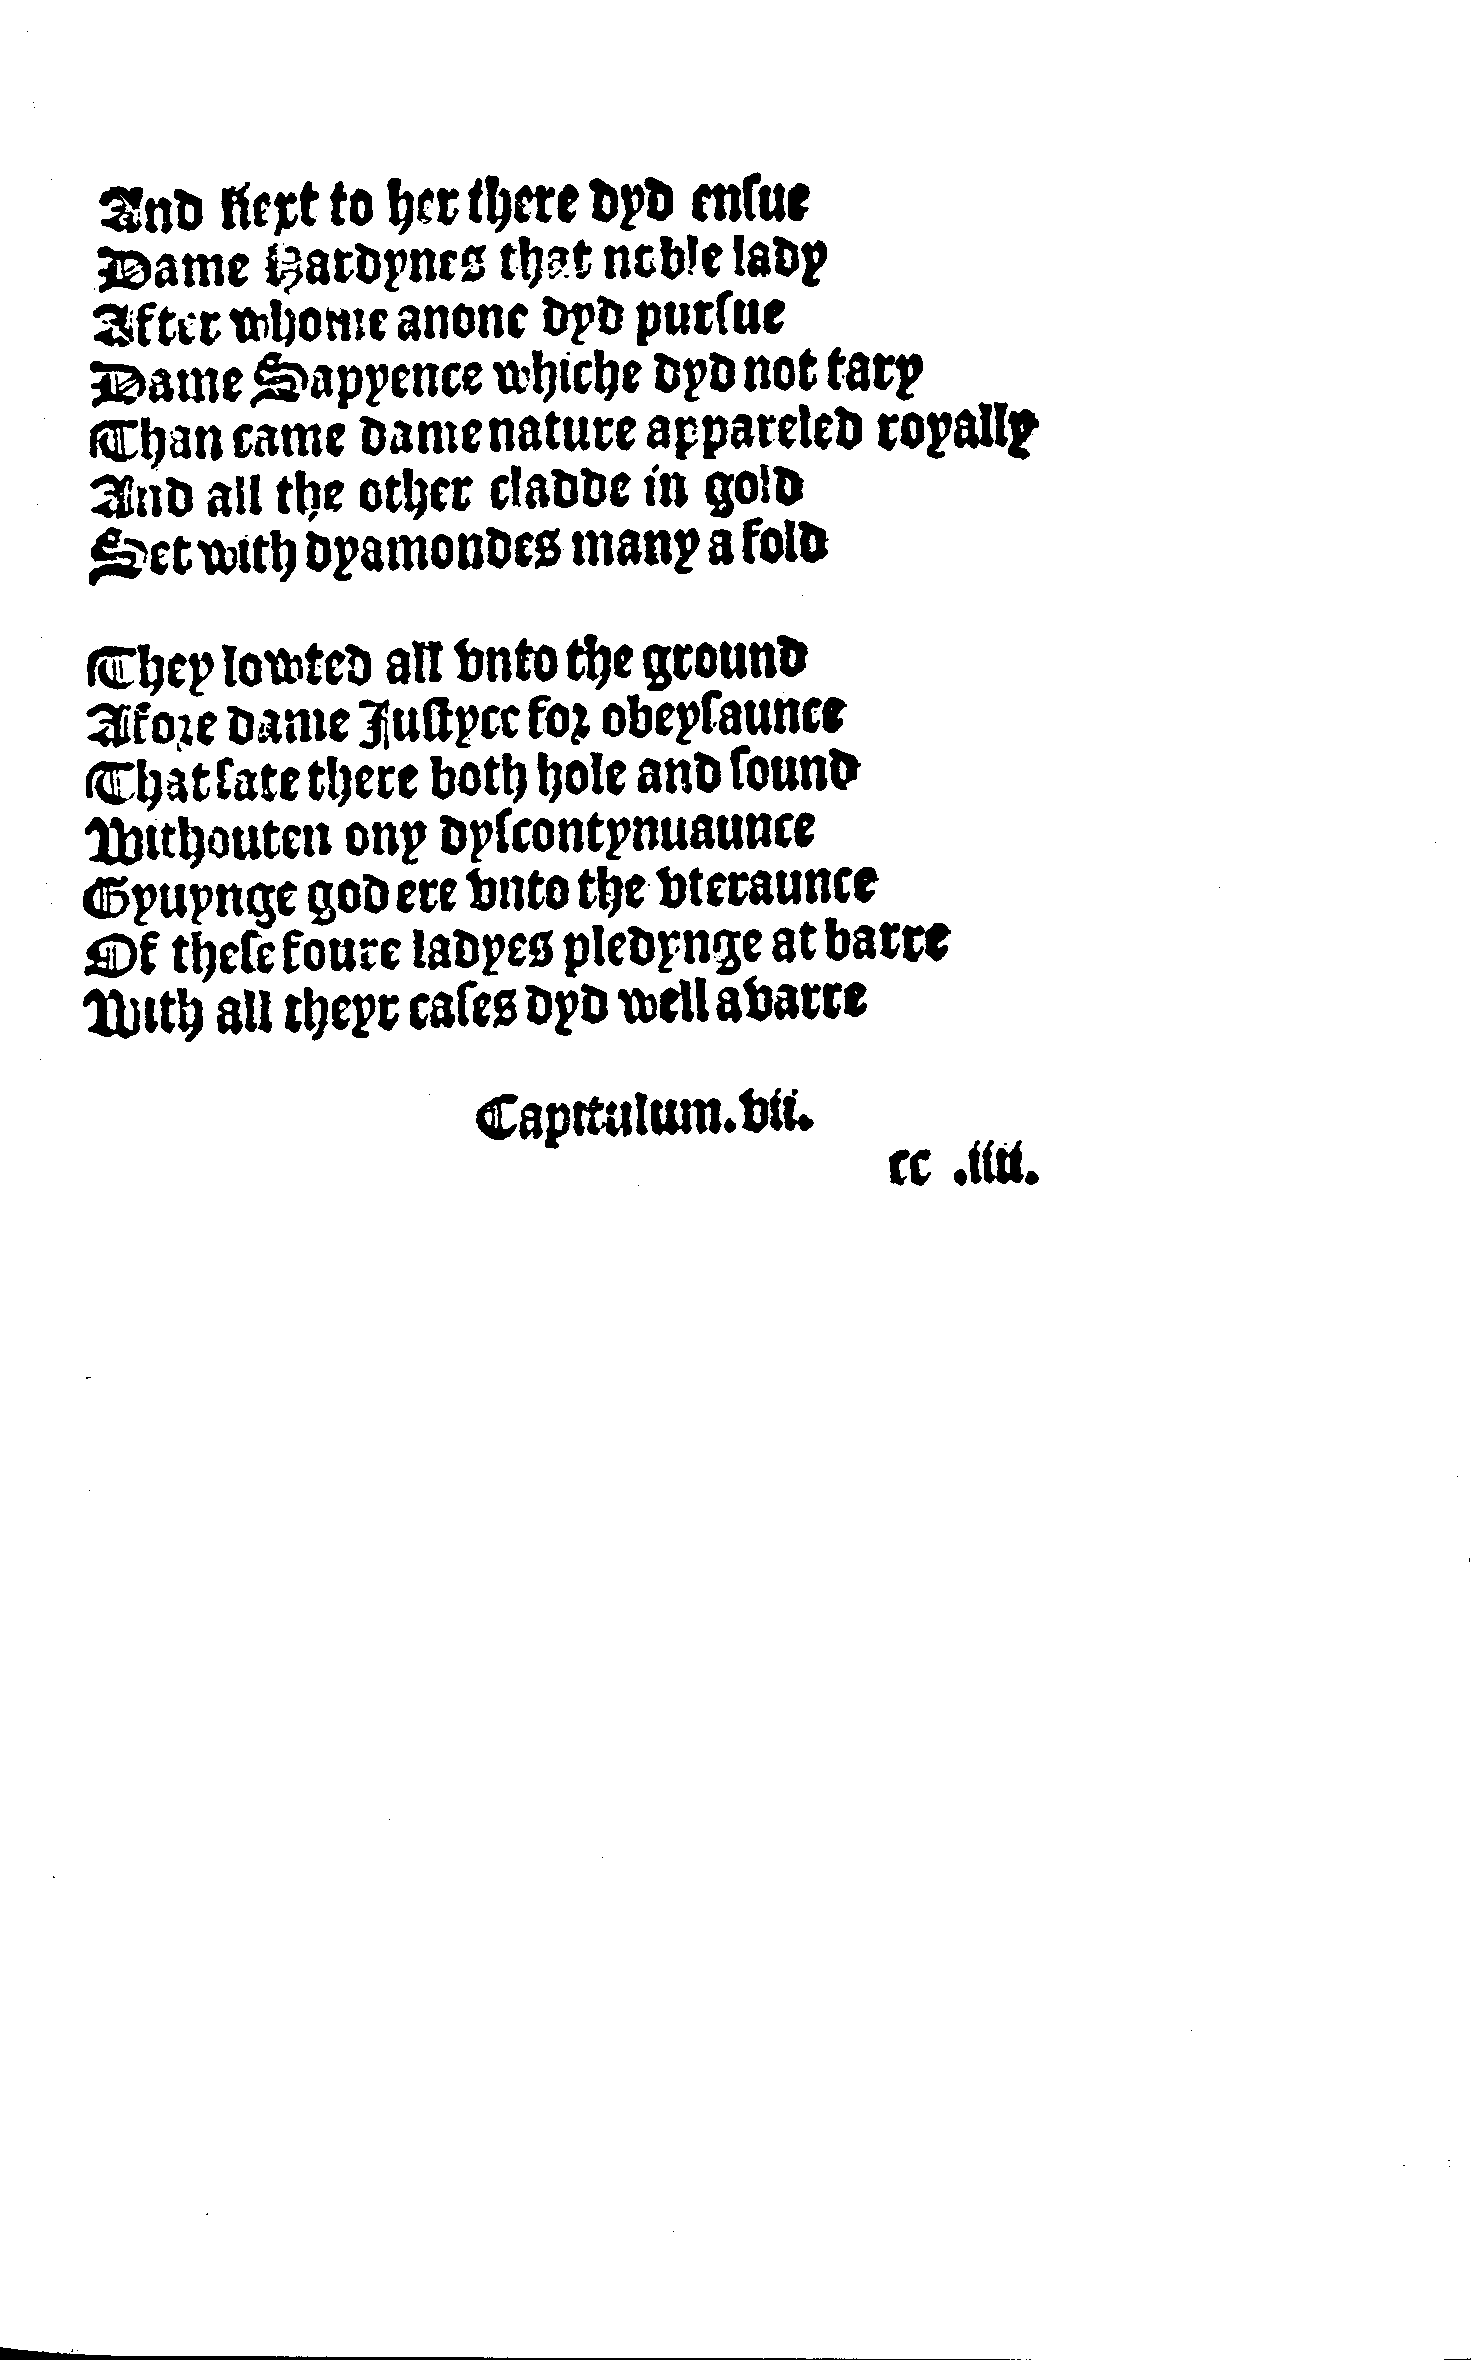 And Next to her there dyd ensue
Dame Hardynes that noble lady
After whome anone dyd pursue
Dame Sapyence whiche dyd not tary
Than came dame nature appareled royally
And all the other cladde in gold
Set with dyamondes many a fold

They lowted all vnto the ground
Afore dame Justyce for obeysaunce
That sate there both hole and sound
Withouten ony dyscontynuaunce
Gyuynge god ere vnto the vteraunce
Of these foure ladyes pledynge at barre
With all theyr cases dyd well abarre

Capitulum.vii.
cc .iiii.